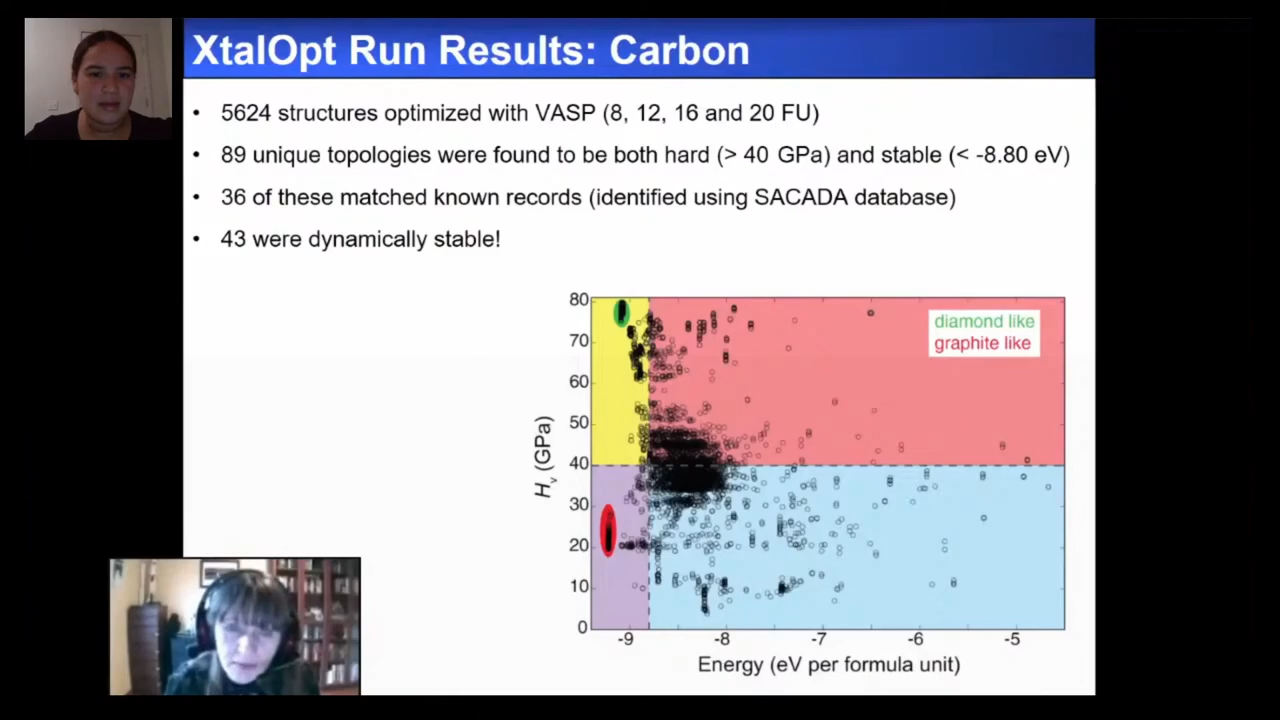 XtalOpt Run Results: Carbon
• 5624 structures optimized with VASP (8, 12, 16 and 20 FU)
• 89 unique topologies were found to be both hard (> 40 GPa) and stable (< -8.80 eV)
• 36 of these matched known records (identified using SACADA database)
• 43 were dynamically stable!
80
70
60
50
40
30
20
10
0
Hv (GPa)
diamond like
graphite like
-9 -8 -7 -6 -5
Energy (eV per formula unit)